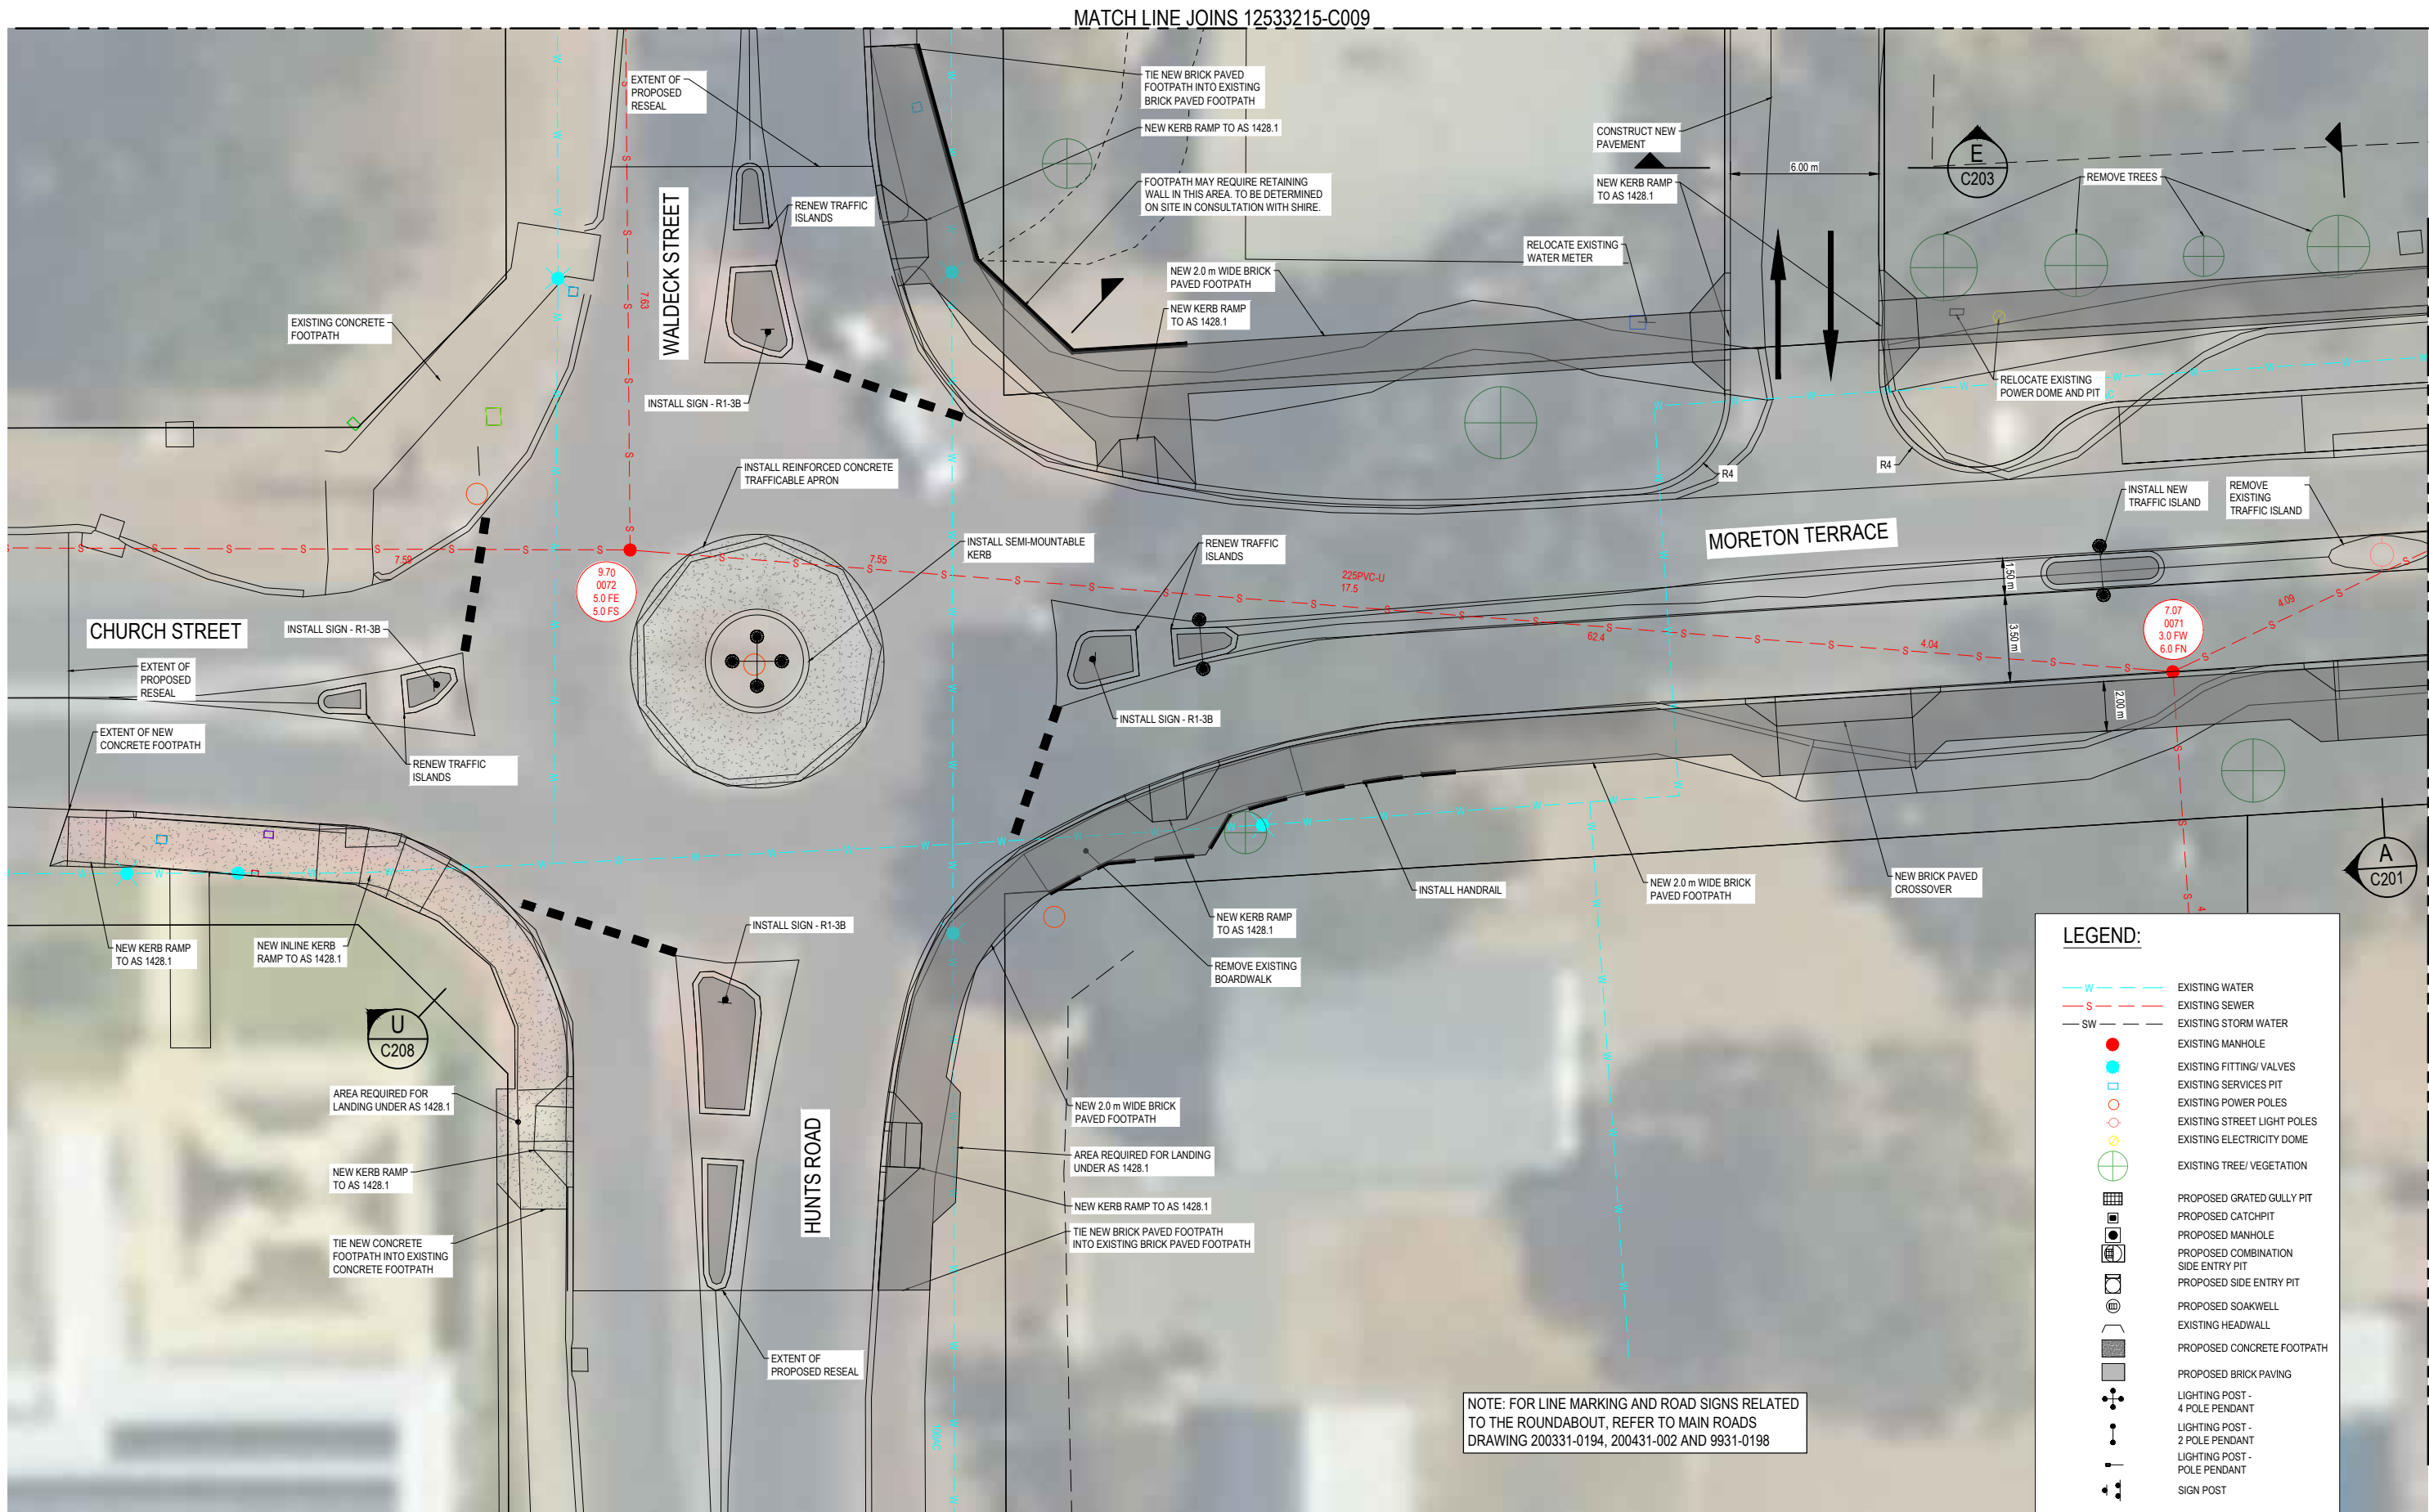 MATCH LINE JOINS 12533215-C009
EXTENT OF
PROPOSED
RESEAL
TIE NEW BRICK PAVED
FOOTPATH INTO EXISTING
BRICK PAVED FOOTPATH
NEW KERB RAMP TO AS 1428.1
FOOTPATH MAY REQUIRE RETAINING
WALL IN THIS AREA. TO BE DETERMINED
ON SITE IN CONSULTATION WITH SHIRE.
CONSTRUCT NEW
PAVEMENT
NEW KERB RAMP
TO AS 1428.1
6.00 m
E
C203
REMOVE TREES
WALDECK STREET
RENEW TRAFFIC
ISLANDS
RELOCATE EXISTING
WATER METER
NEW 2.0 m WIDE BRICK
PAVED FOOTPATH
NEW KERB RAMP
TO AS 1428.1
7.63
EXISTING CONCRETE
FOOTPATH
INSTALL SIGN - R1-3B
RELOCATE EXISTING
POWER DOME AND PIT
INSTALL REINFORCED CONCRETE
TRAFFICABLE APRON
R4
R4
INSTALL NEW
TRAFFIC ISLAND
REMOVE
EXISTING
TRAFFIC ISLAND
MORETON TERRACE
INSTALL SEMI-MOUNTABLE
KERB
RENEW TRAFFIC
ISLANDS
7.59
7.55
225PVC-U
17.5
9.70
0072
5.0 FE
5.0 FS
1.50 m
3.50 m
62.4
4.04
4.09
7.07
0071
3.0 FW
6.0 FN
CHURCH STREET
INSTALL SIGN - R1-3B
EXTENT OF
PROPOSED
RESEAL
INSTALL SIGN - R1-3B
2.00 m
EXTENT OF NEW
CONCRETE FOOTPATH
RENEW TRAFFIC
ISLANDS
A
C201
INSTALL HANDRAIL
NEW 2.0 m WIDE BRICK
PAVED FOOTPATH
NEW BRICK PAVED
CROSSOVER
NEW KERB RAMP
TO AS 1428.1
NEW INLINE KERB
RAMP TO AS 1428.1
INSTALL SIGN - R1-3B
NEW KERB RAMP
TO AS 1428.1
REMOVE EXISTING
BOARDWALK
4
U
C208
AREA REQUIRED FOR
LANDING UNDER AS 1428.1
NEW 2.0 m WIDE BRICK
PAVED FOOTPATH
HUNTS ROAD
AREA REQUIRED FOR LANDING
UNDER AS 1428.1
NEW KERB RAMP
TO AS 1428.1
NEW KERB RAMP TO AS 1428.1
TIE NEW CONCRETE
FOOTPATH INTO EXISTING
CONCRETE FOOTPATH
TIE NEW BRICK PAVED FOOTPATH
INTO EXISTING BRICK PAVED FOOTPATH
EXTENT OF
PROPOSED RESEAL
100AC
NOTE: FOR LINE MARKING AND ROAD SIGNS RELATED
TO THE ROUNDABOUT, REFER TO MAIN ROADS
DRAWING 200331-0194, 200431-002 AND 9931-0198
LEGEND:
W EXISTING WATER
S EXISTING SEWER
SW EXISTING STORM WATER
EXISTING MANHOLE
EXISTING FITTING/ VALVES
EXISTING SERVICES PIT
EXISTING POWER POLES
EXISTING STREET LIGHT POLES
EXISTING ELECTRICITY DOME
EXISTING TREE/ VEGETATION
PROPOSED GRATED GULLY PIT
PROPOSED CATCHPIT
PROPOSED MANHOLE
PROPOSED COMBINATION
SIDE ENTRY PIT
PROPOSED SIDE ENTRY PIT
PROPOSED SOAKWELL
EXISTING HEADWALL
PROPOSED CONCRETE FOOTPATH
PROPOSED BRICK PAVING
LIGHTING POST -
4 POLE PENDANT
LIGHTING POST -
2 POLE PENDANT
LIGHTING POST -
POLE PENDANT
SIGN POST